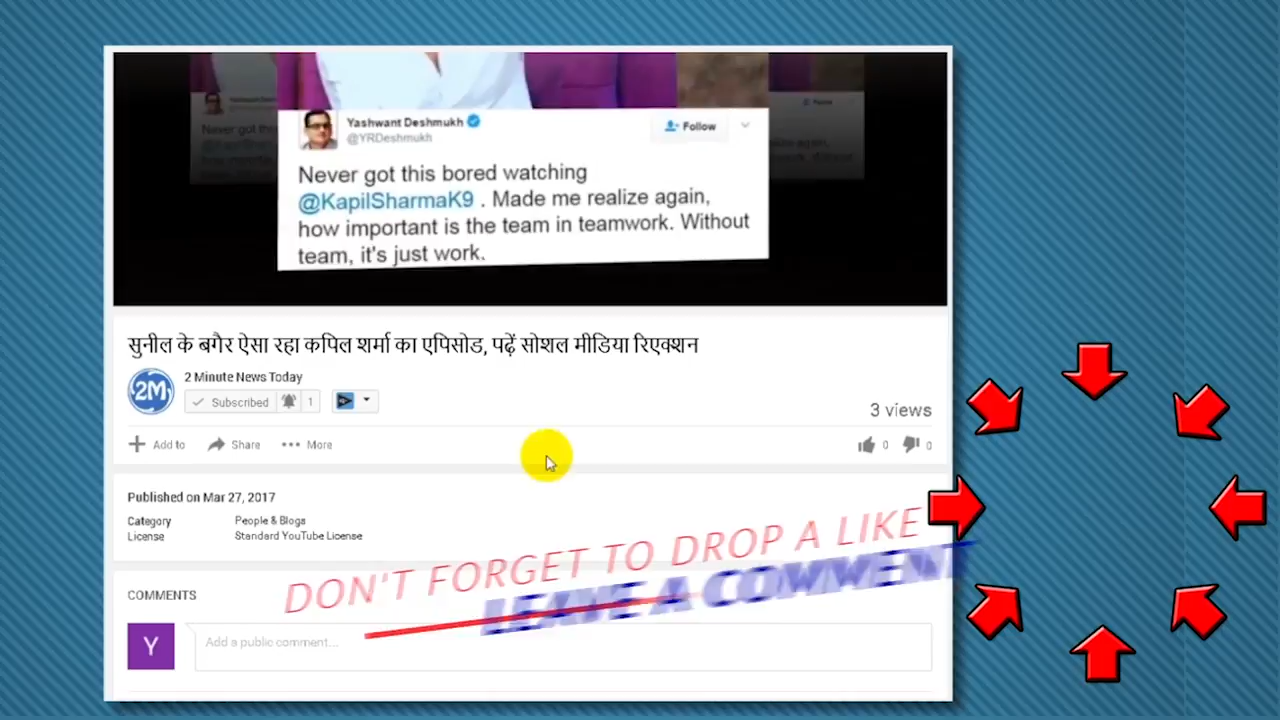 Yashwant Deshmukh
@YRDeshmukh
Follow
Never got this bored watching
@KapilSharmaK9 . Made me realize again,
how important is the team in teamwork. Without
team, it's just work.
सुनील के बगैर ऐसा रहा कपिल शर्मा का एपिसोड, पढ़ें सोशल मीडिया रिएक्शन
2M
2 Minute News Today
Subscribed 1
3 views
Add to Share More 0 0
Published on Mar 27, 2017
Category People & Blogs
License Standard YouTube License
DON'T FORGET TO DROP A LIKE
LEAVE A COMMENT
COMMENTS
Y
Add a public comment...